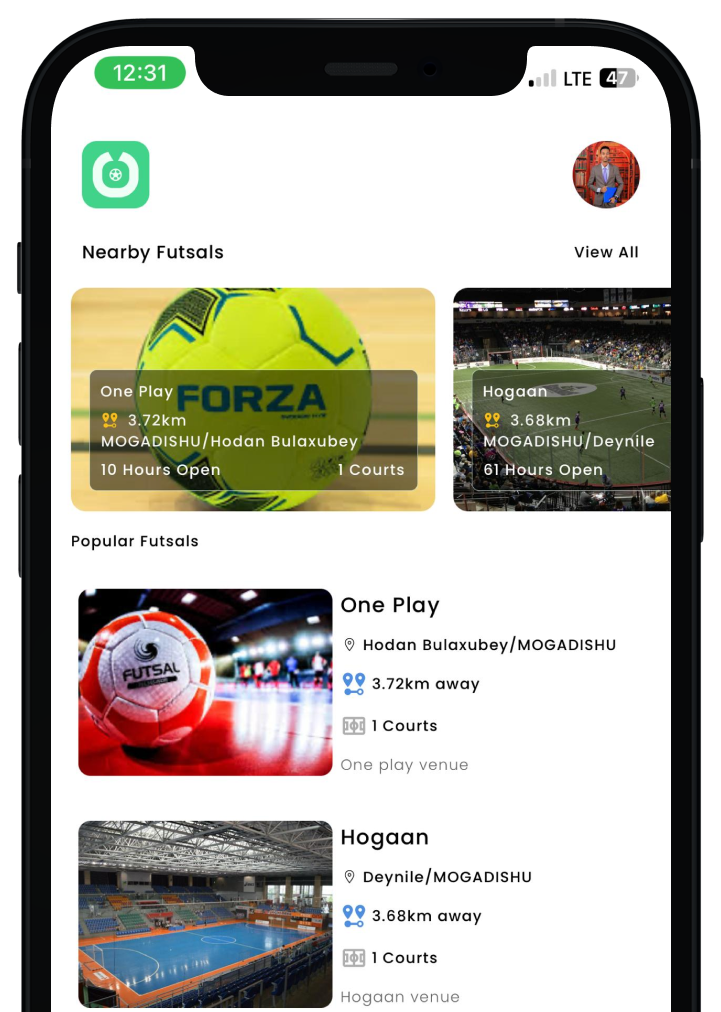 12:31
LTE 47
Nearby Futsals
View All
FORZA
One Play
3.72km
MOGADISHU/Hodan Bulaxubey
10 Hours Open
1 Courts
Hogaan
3.68km
MOGADISHU/Deynile
61 Hours Open
Popular Futsals
FUTSAL
One Play
Hodan Bulaxubey/MOGADISHU
3.72km away
1 Courts
One play venue
Hogaan
Deynile/MOGADISHU
3.68km away
1 Courts
Hogaan venue